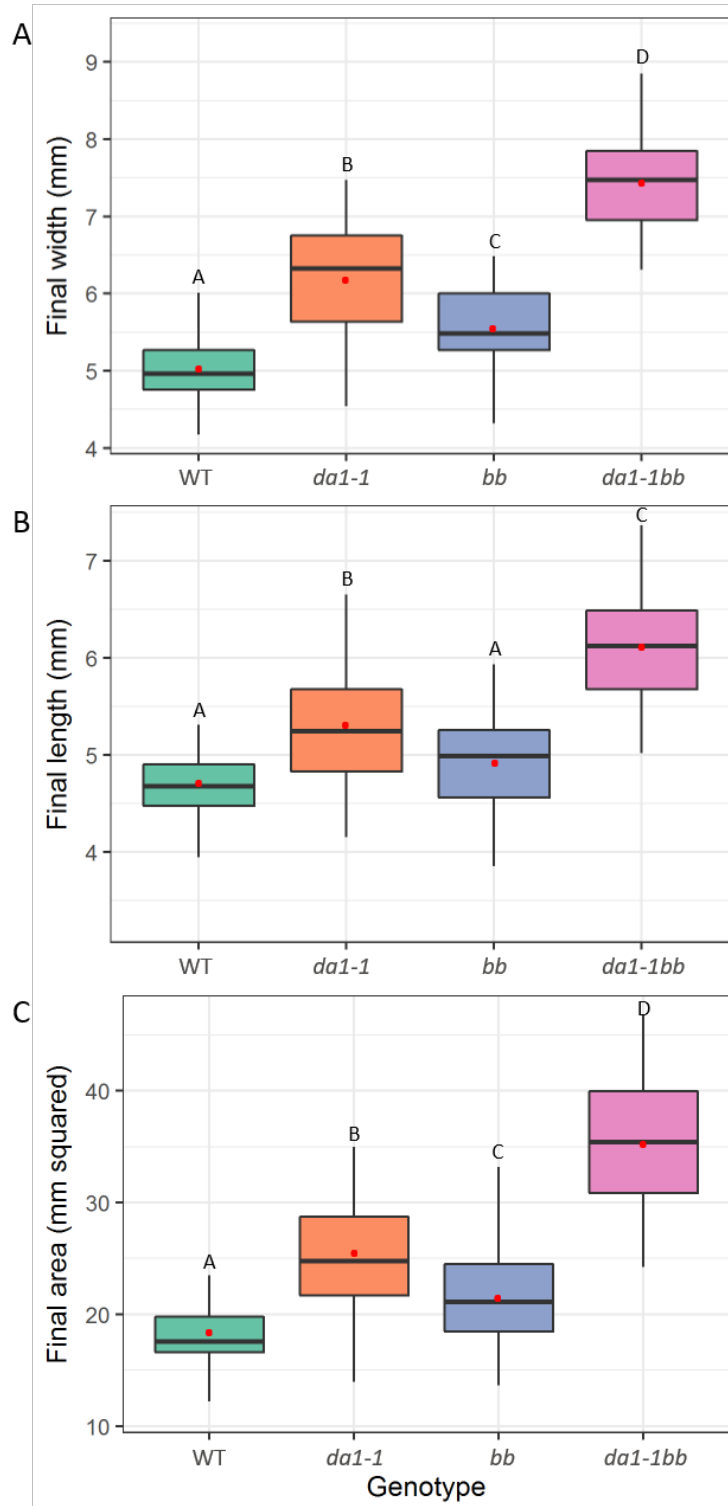 A
Final width (mm)
9
8
7
6
5
4
A
B
C
D
WT
da1-1
bb
da1-1bb
B
Final length (mm)
7
6
5
4
A
B
A
C
WT
da1-1
bb
da1-1bb
C
Final area (mm squared)
40
30
20
10
A
B
C
D
WT
da1-1
bb
da1-1bb
Genotype